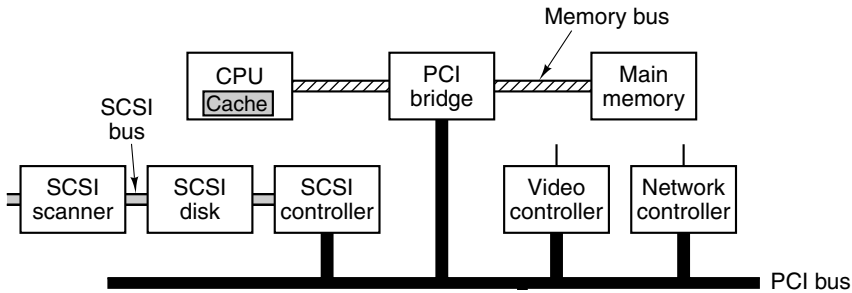 Memory bus
CPU
Cache
PCI
bridge
Main
memory
SCSI
bus
SCSI
scanner
SCSI
disk
SCSI
controller
Video
controller
Network
controller
PCI bus